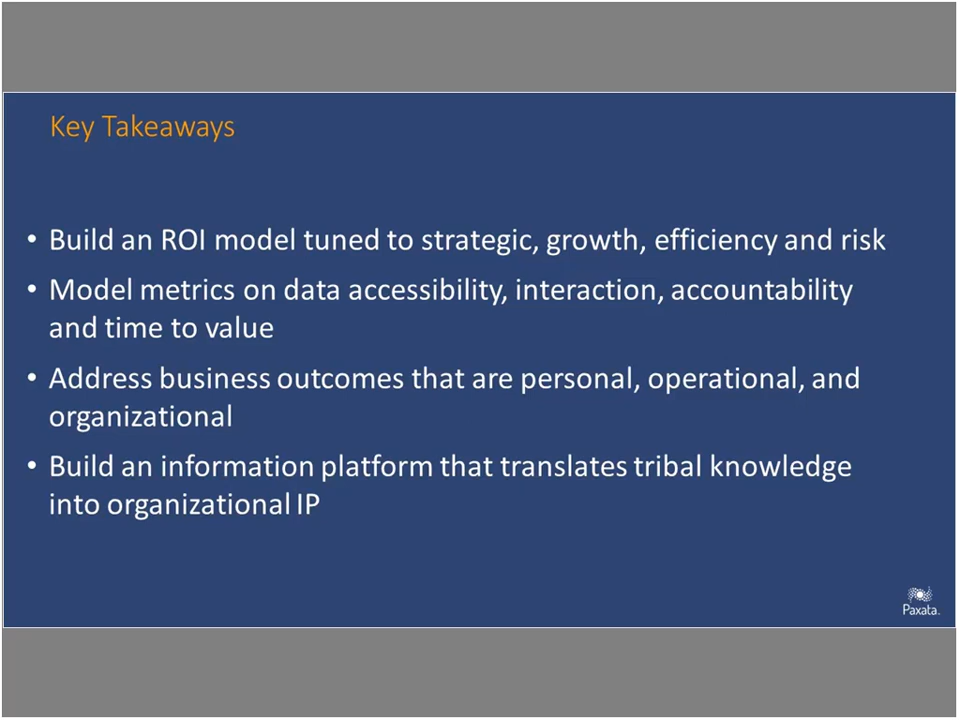 Key Takeaways
• Build an ROI model tuned to strategic, growth, efficiency and risk
• Model metrics on data accessibility, interaction, accountability
and time to value
• Address business outcomes that are personal, operational, and
organizational
• Build an information platform that translates tribal knowledge
into organizational IP
Paxata